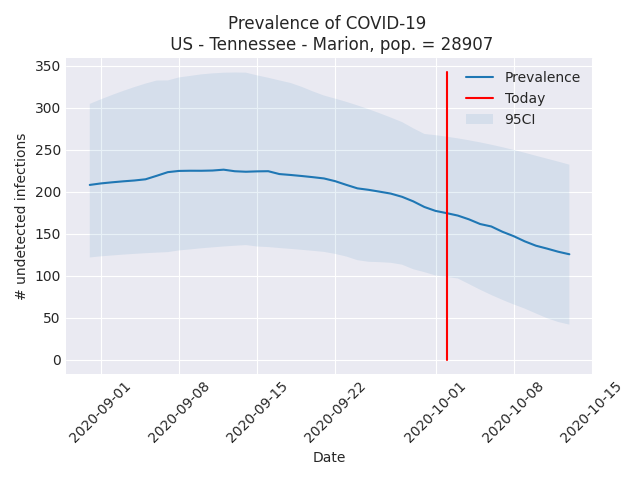 Prevalence of COVID-19
US - Tennessee - Marion, pop. = 28907
350
300
250
200
150
100
50
0
# undetected infections
Prevalence
Today
95CI
2020-09-01
2020-09-08
2020-09-15
2020-09-22
2020-10-01
2020-10-08
2020-10-15
Date